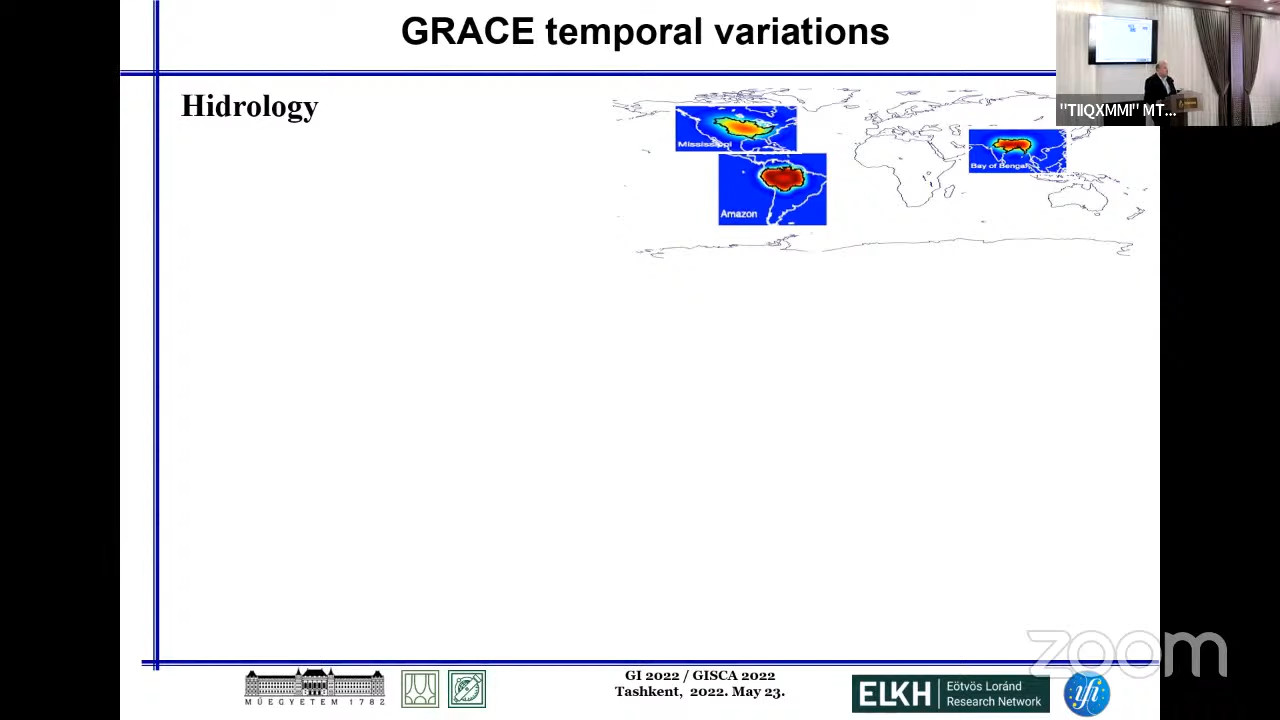 GRACE temporal variations
"TIIQXMMI" MT...
Hidrology
Mississippi
Bay of Bengal
Amazon
zoom
GI 2022 / GISCA 2022
Tashkent, 2022. May 23.
MŰEGYETEM 1782
ELKH
Eötvös Loránd
Research Network
yfi